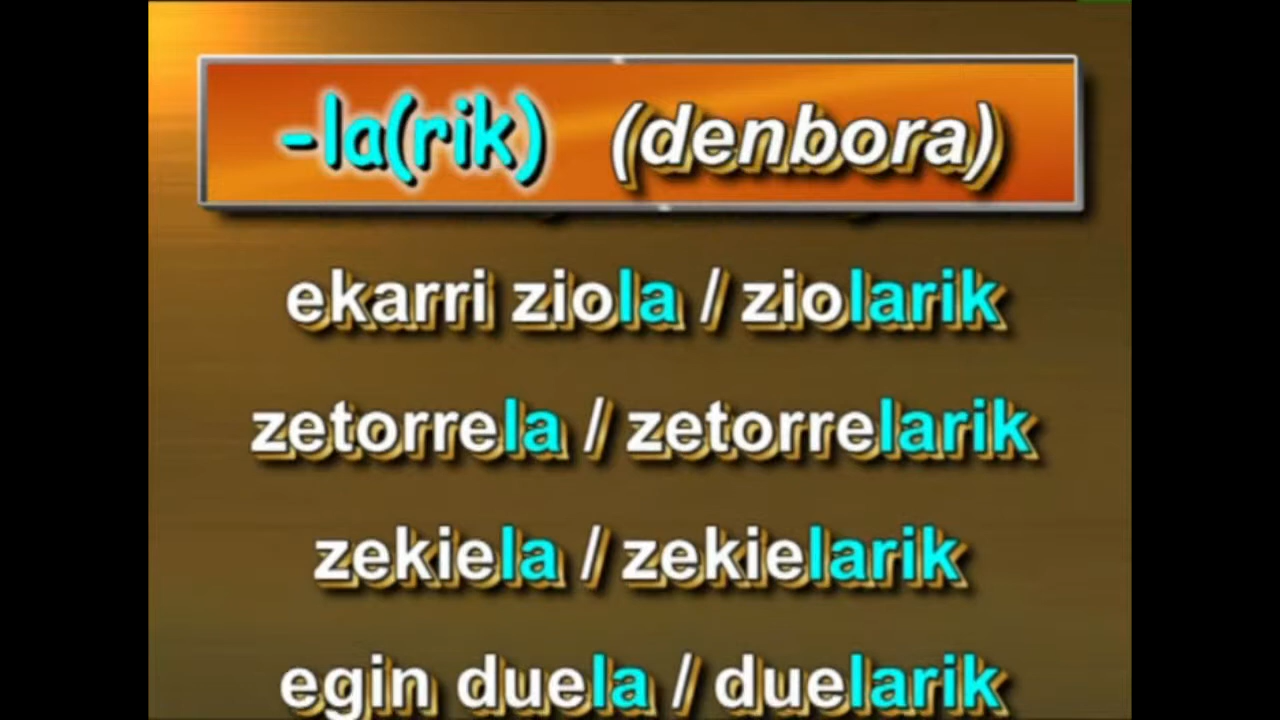 -la(rik) (denbora)
ekarri ziola / ziolarik
zetorrela / zetorrelarik
zekiela / zekielarik
egin duela / duelarik